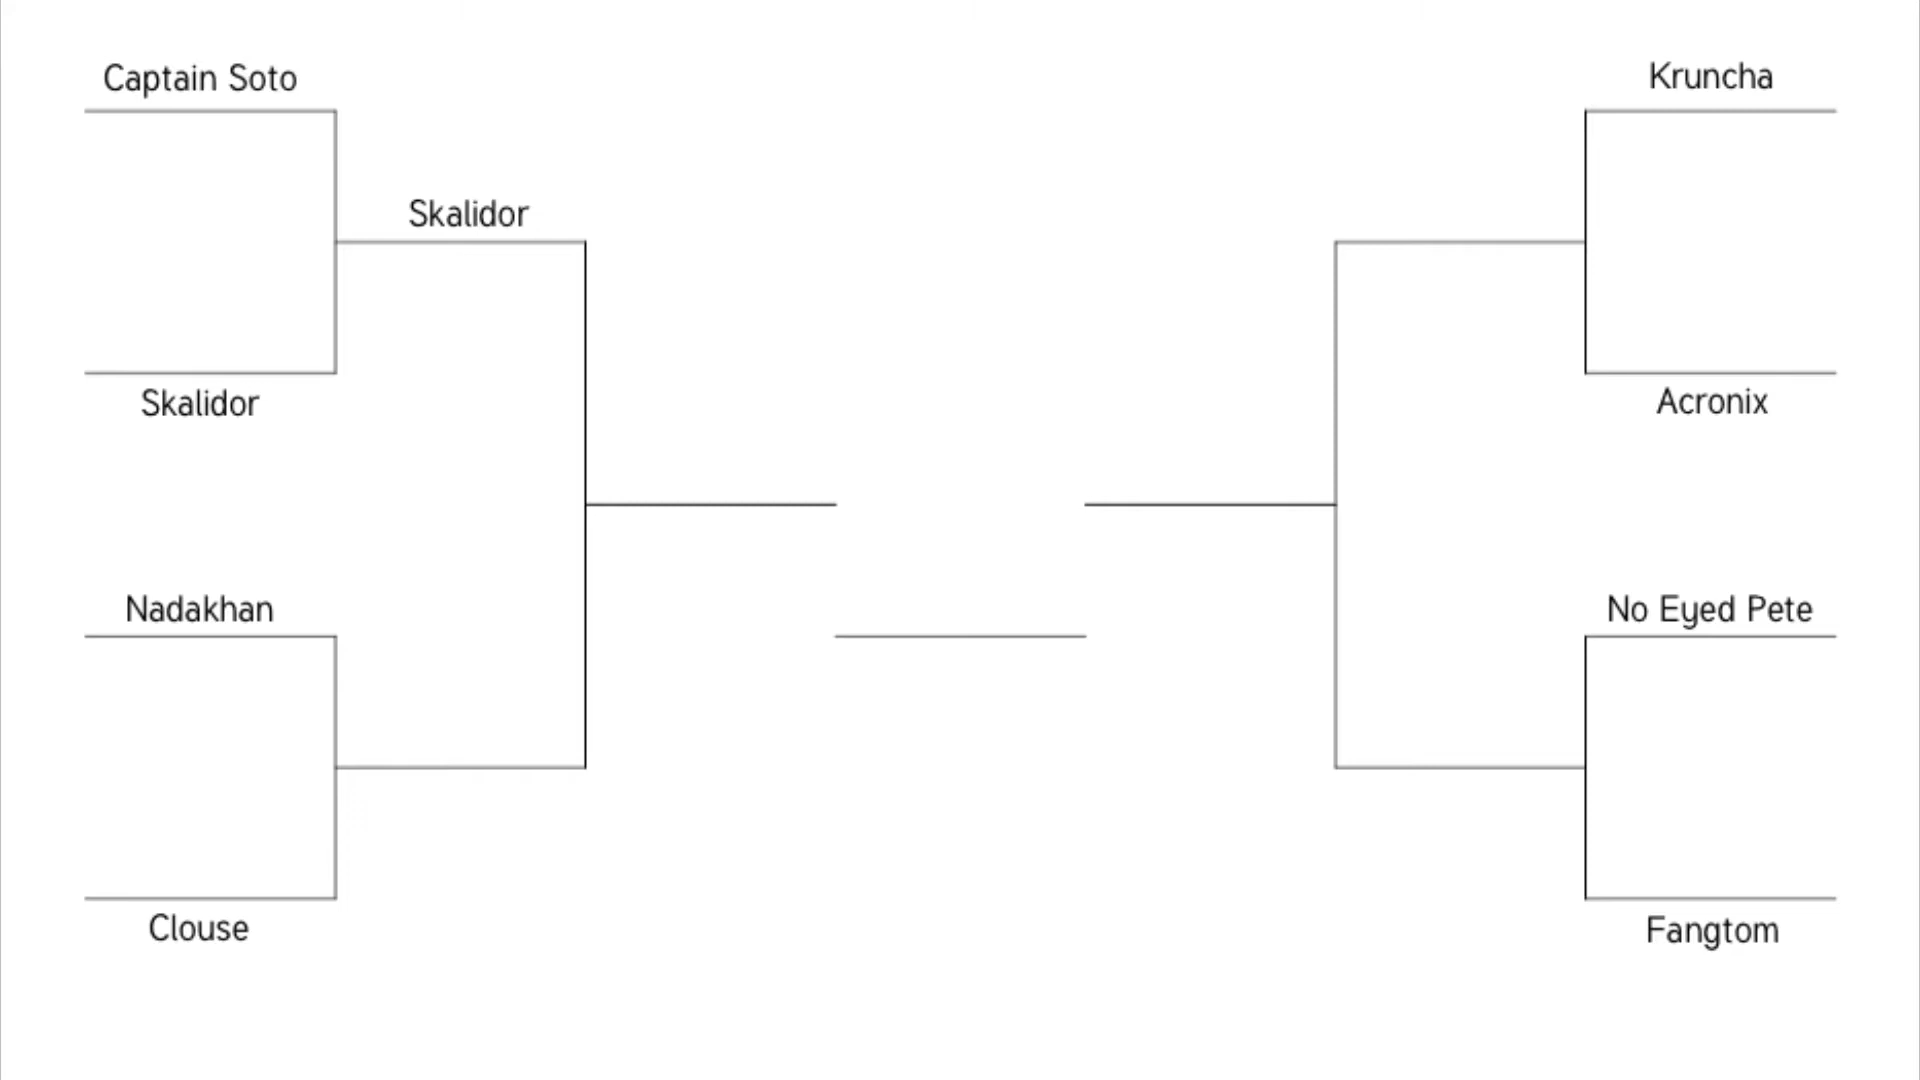 Captain Soto
Kruncha
Skalidor
Skalidor
Acronix
Nadakhan
No Eyed Pete
Clouse
Fangtom